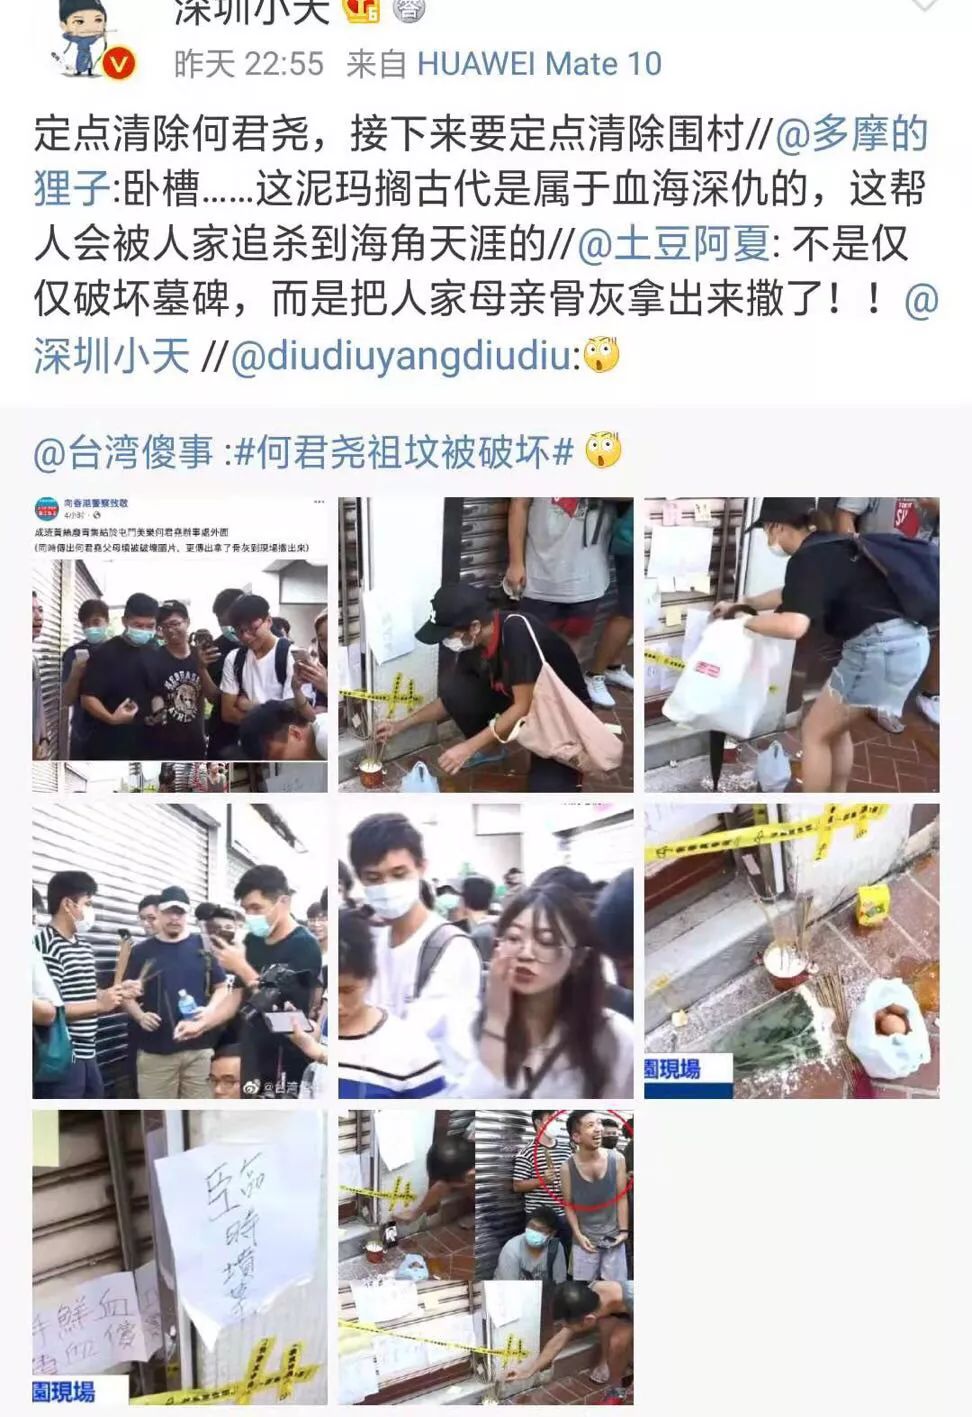 深圳小天
昨天 22:55 来自 HUAWEI Mate 10
定点清除何君尧，接下来要定点清除围村//@多摩的
狸子:卧槽......这泥玛搁古代是属于血海深仇的，这帮
人会被人家追杀到海角天涯的//@土豆阿夏: 不是仅
仅破坏墓碑，而是把人家母亲骨灰拿出来撒了！！@
深圳小天 //@diudiuyangdiudiu:
@台湾傻事 :#何君尧祖坟被破坏#
向香港警察致敬
4小時
成班黃絲廢青集結於屯門美樂何君堯辦事處外面
(同時傳出何君堯父母墳被破壞圖片、更傳出拿了骨灰到現場撒出來)
園現場
臨時墳墓
鮮血
血償
園現場